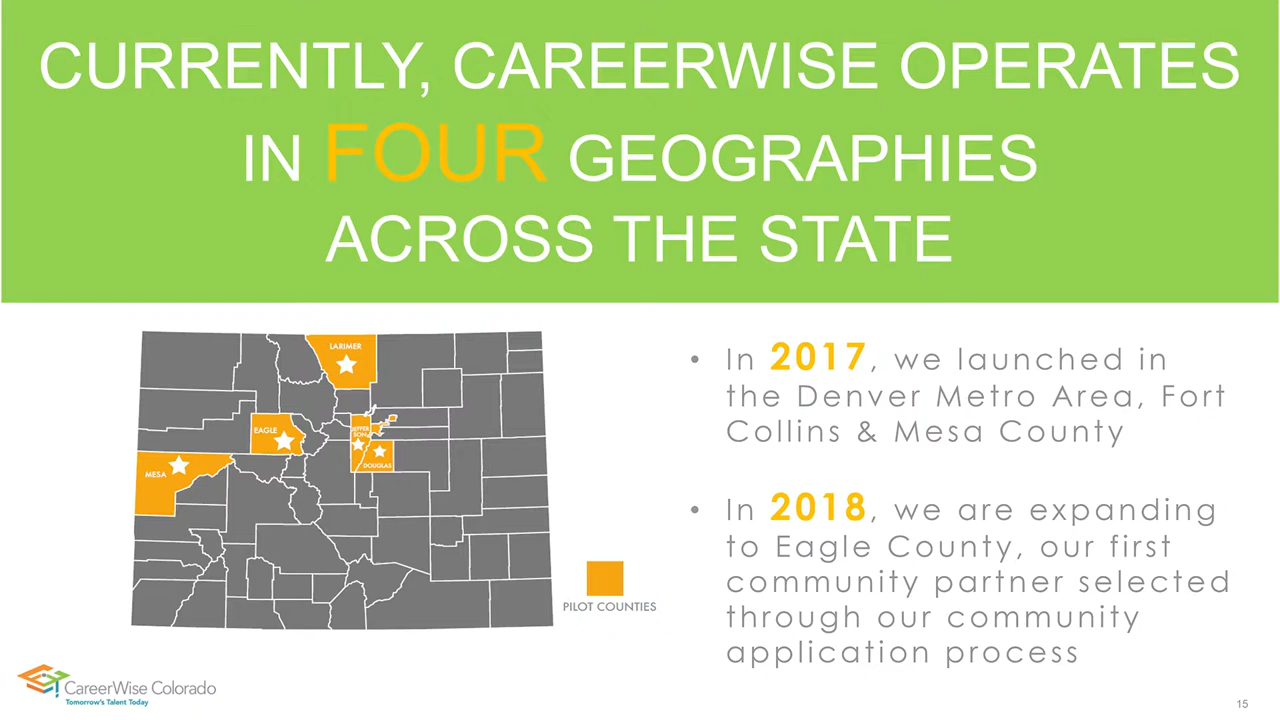 CURRENTLY, CAREERWISE OPERATES
IN FOUR GEOGRAPHIES
ACROSS THE STATE
LARIMER
EAGLE
JEFFER
SON
MESA
DOUGLAS
PILOT COUNTIES
• In 2017, we launched in
the Denver Metro Area, Fort
Collins & Mesa County
• In 2018, we are expanding
to Eagle County, our first
community partner selected
through our community
application process
CareerWise Colorado
Tomorrow's Talent Today
15